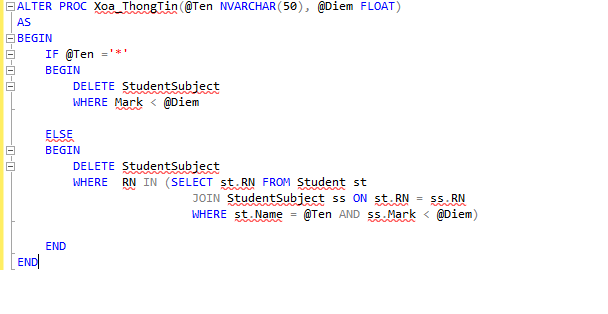 ALTER PROC Xoa_ThongTin(@Ten NVARCHAR(50), @Diem FLOAT)
AS
BEGIN
IF @Ten ='*'
BEGIN
DELETE StudentSubject
WHERE Mark < @Diem
ELSE
BEGIN
DELETE StudentSubject
WHERE RN IN (SELECT st.RN FROM Student st
JOIN StudentSubject ss ON st.RN = ss.RN
WHERE st.Name = @Ten AND ss.Mark < @Diem)
END
END